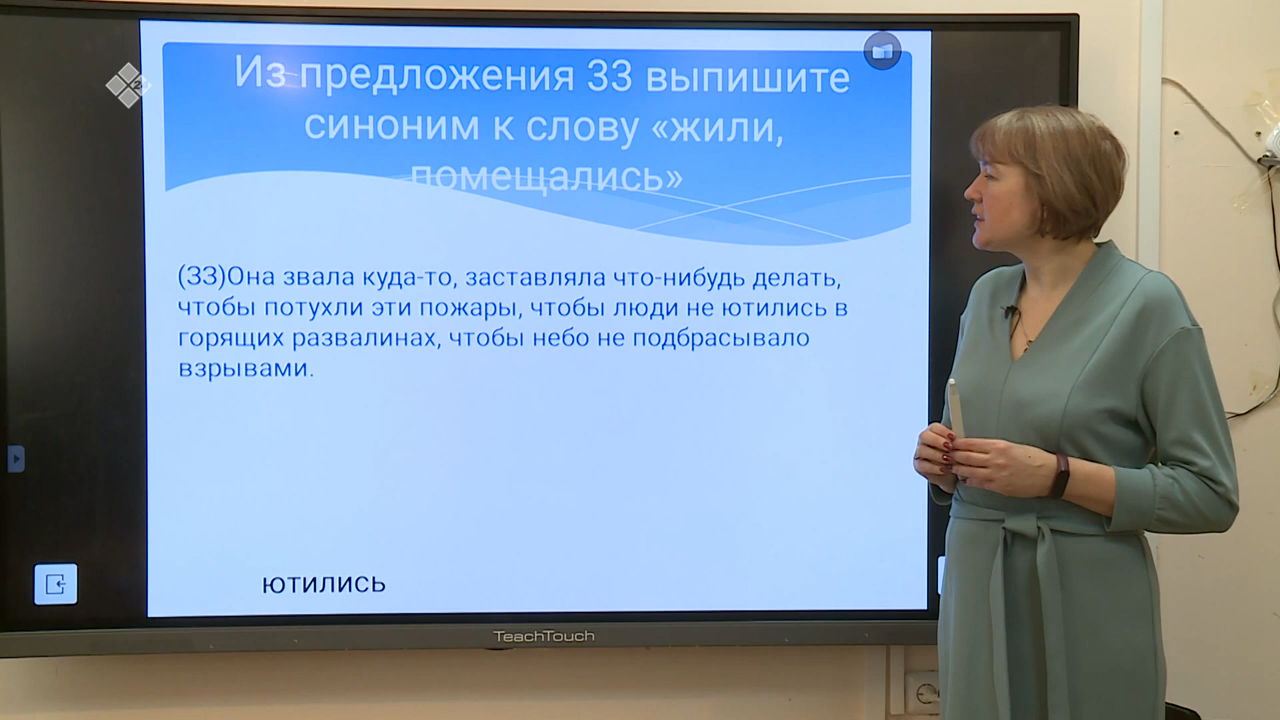 Из предложения 33 выпишите
синоним к слову «жили,
помещались»
(33)Она звала куда-то, заставляла что-нибудь делать,
чтобы потухли эти пожары, чтобы люди не ютились в
горящих развалинах, чтобы небо не подбрасывало
взрывами.
ютились
TeachTouch